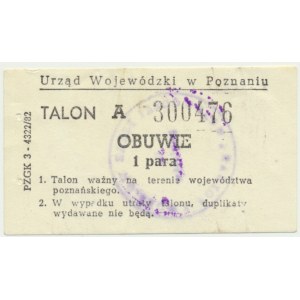 Urząd Wojewódzki w Poznaniu
TALON A 300476
OBUWIE
1 para
1. Talon ważny na terenie województwa
poznańskiego.
2. W wypadku utraty talonu, duplikaty
wydawane nie będą.
PZGK 3 - 4322/82